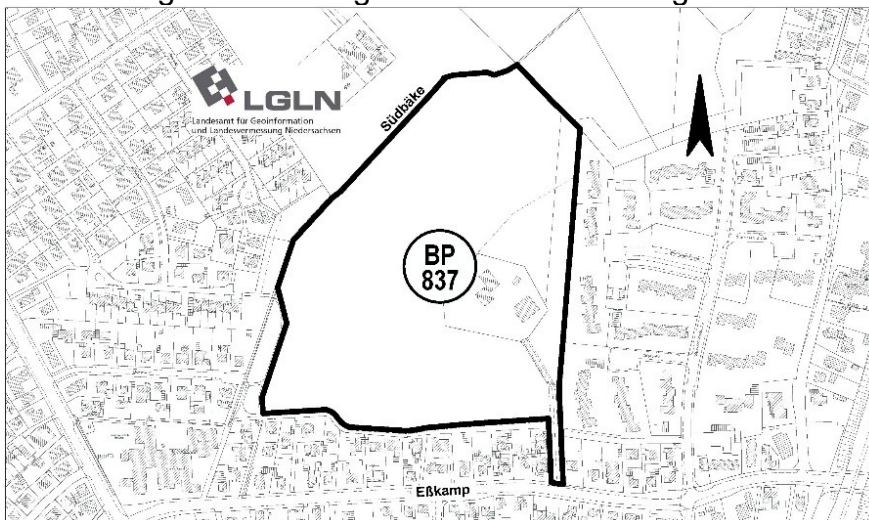 LGLN
Landesamt für Geoinformation
und Landesvermessung Niedersachsen
Südbäke
BP
837
Eßkamp